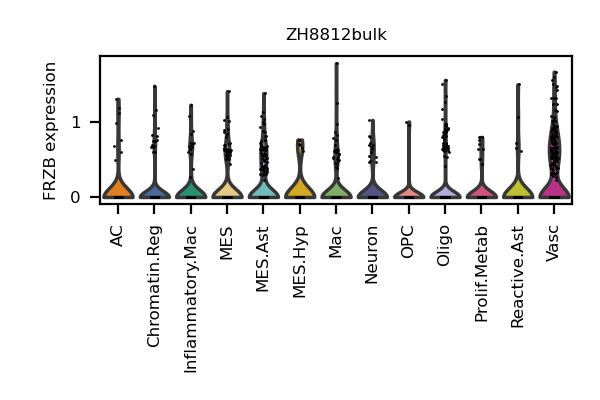 ZH8812bulk
FRZB expression
1
0
AC
Chromatin.Reg
Inflammatory.Mac
MES
MES.Ast
MES.Hyp
Mac
Neuron
OPC
Oligo
Prolif.Metab
Reactive.Ast
Vasc